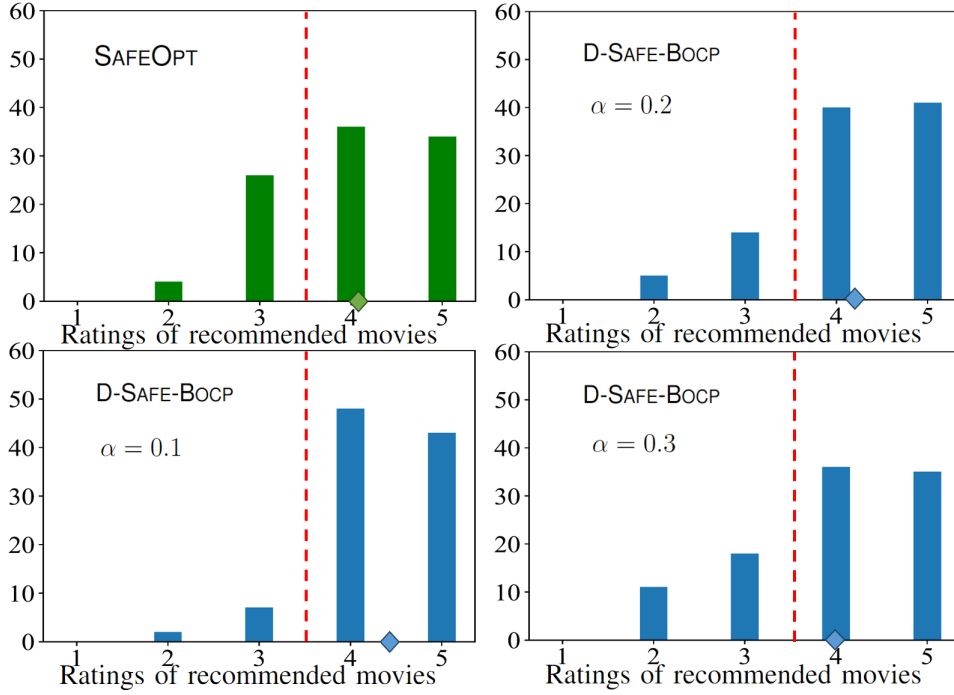 60
50
40
30
20
10
0
SAFEOPT
1 2 3 4 5
Ratings of recommended movies
60
50
40
30
20
10
0
D-SAFE-BOCP
α = 0.2
1 2 3 4 5
Ratings of recommended movies
60
50
40
30
20
10
0
D-SAFE-BOCP
α = 0.1
1 2 3 4 5
Ratings of recommended movies
60
50
40
30
20
10
0
D-SAFE-BOCP
α = 0.3
1 2 3 4 5
Ratings of recommended movies